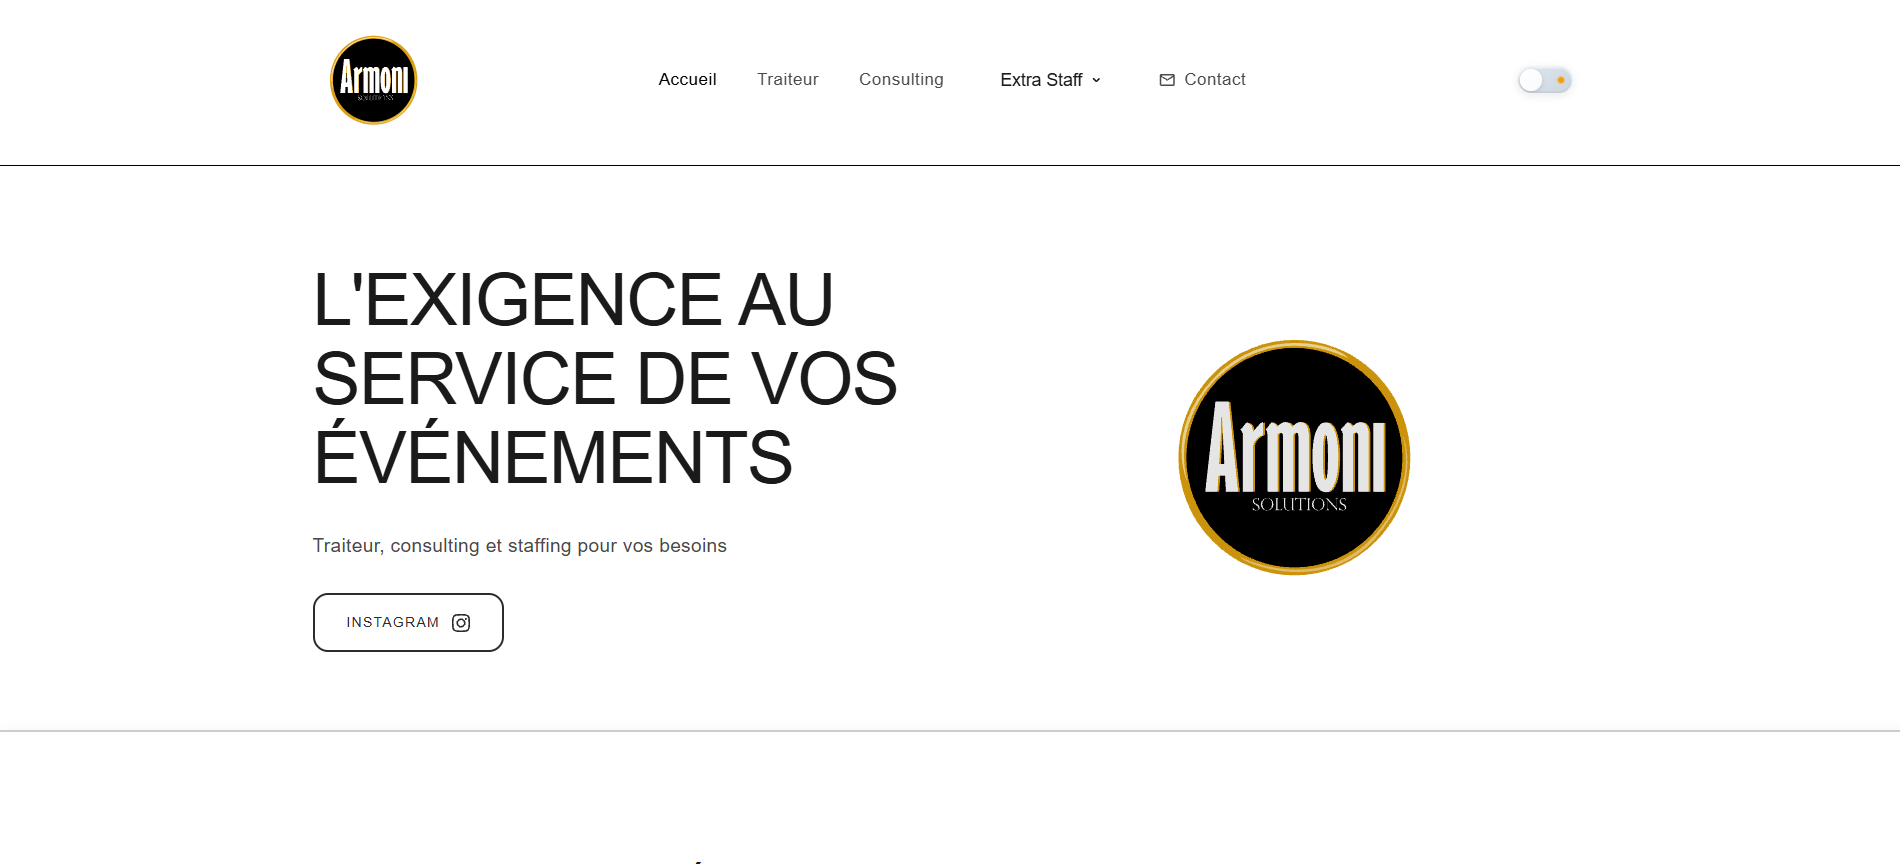 Armoni
SOLUTIONS
Accueil
Traiteur
Consulting
Extra Staff
Contact
L'EXIGENCE AU
SERVICE DE VOS
ÉVÉNEMENTS
Traiteur, consulting et staffing pour vos besoins
INSTAGRAM
Armoni
SOLUTIONS